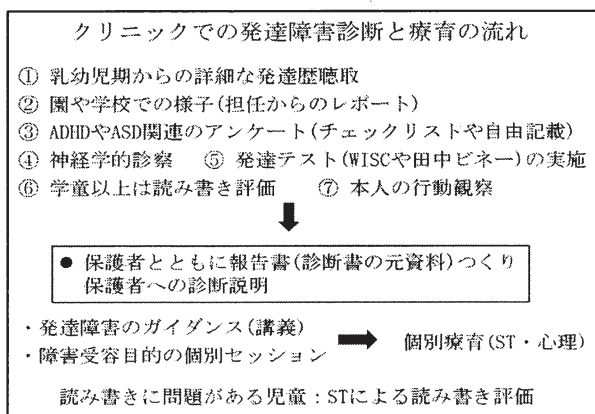 クリニックでの発達障害診断と療育の流れ
① 乳幼児期からの詳細な発達歴聴取
② 園や学校での様子(担任からのレポート)
③ ADHDやASD関連のアンケート(チェックリストや自由記載)
④ 神経学的診察 ⑤ 発達テスト(WISCや田中ビネー)の実施
⑥ 学童以上は読み書き評価 ⑦ 本人の行動観察
● 保護者とともに報告書(診断書の元資料)つくり
保護者への診断説明
・発達障害のガイダンス(講義)
・障害受容目的の個別セッション
個別療育(ST・心理)
読み書きに問題がある児童：STによる読み書き評価